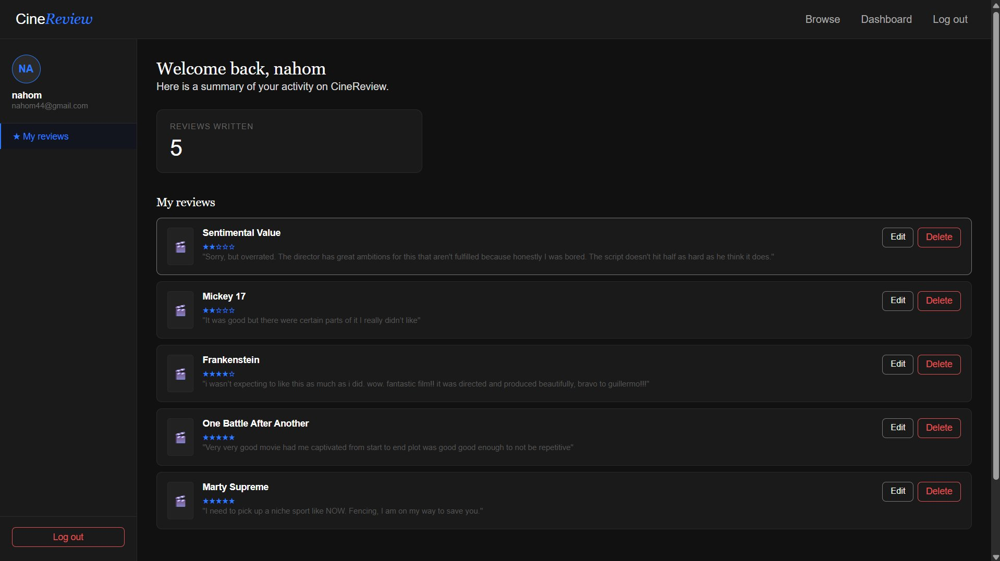 CineReview
Browse Dashboard Log out
NA
nahom
nahom44@gmail.com
★ My reviews
Log out
Welcome back, nahom
Here is a summary of your activity on CineReview.
REVIEWS WRITTEN
5
My reviews
Sentimental Value
★★☆☆☆
"Sorry, but overrated. The director has great ambitions for this that aren't fulfilled because honestly I was bored. The script doesn't hit half as hard as he think it does."
Edit Delete
Mickey 17
★★☆☆☆
"It was good but there were certain parts of it I really didn't like"
Edit Delete
Frankenstein
★★★★☆
"i wasn't expecting to like this as much as i did. wow. fantastic film!! it was directed and produced beautifully, bravo to guillermo!!!"
Edit Delete
One Battle After Another
★★★★★
"Very very good movie had me captivated from start to end plot was good good enough to not be repetitive"
Edit Delete
Marty Supreme
★★★★★
"I need to pick up a niche sport like NOW. Fencing, I am on my way to save you."
Edit Delete